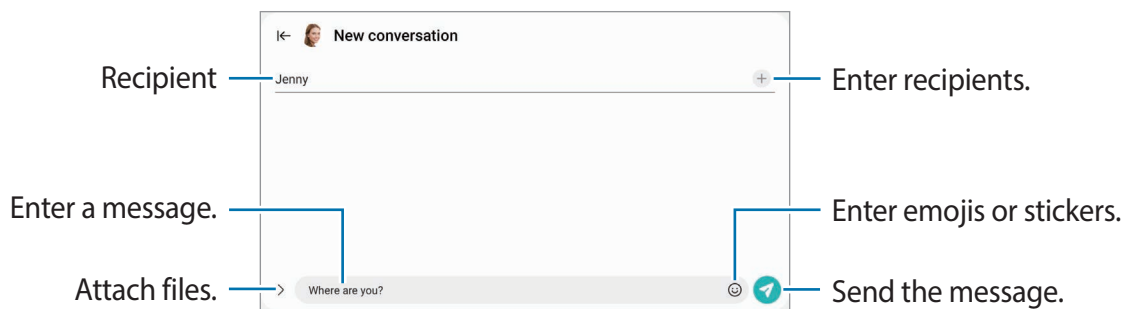 New conversation
Recipient
Jenny
Enter recipients.
Enter a message.
Enter emojis or stickers.
Attach files.
Where are you?
Send the message.